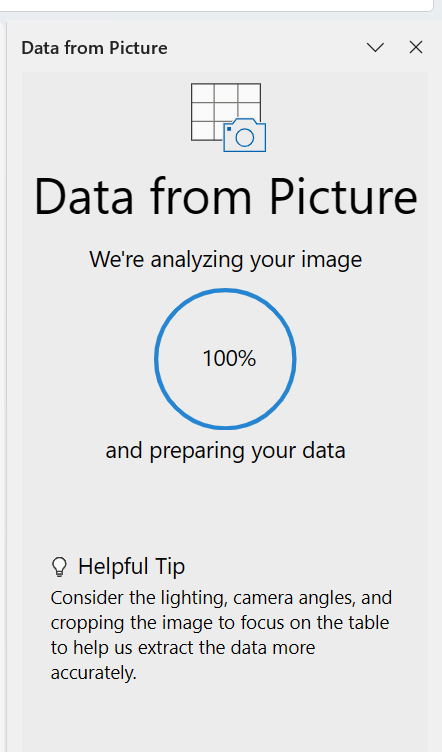 Data from Picture
Data from Picture
We're analyzing your image
100%
and preparing your data
Helpful Tip
Consider the lighting, camera angles, and
cropping the image to focus on the table
to help us extract the data more
accurately.